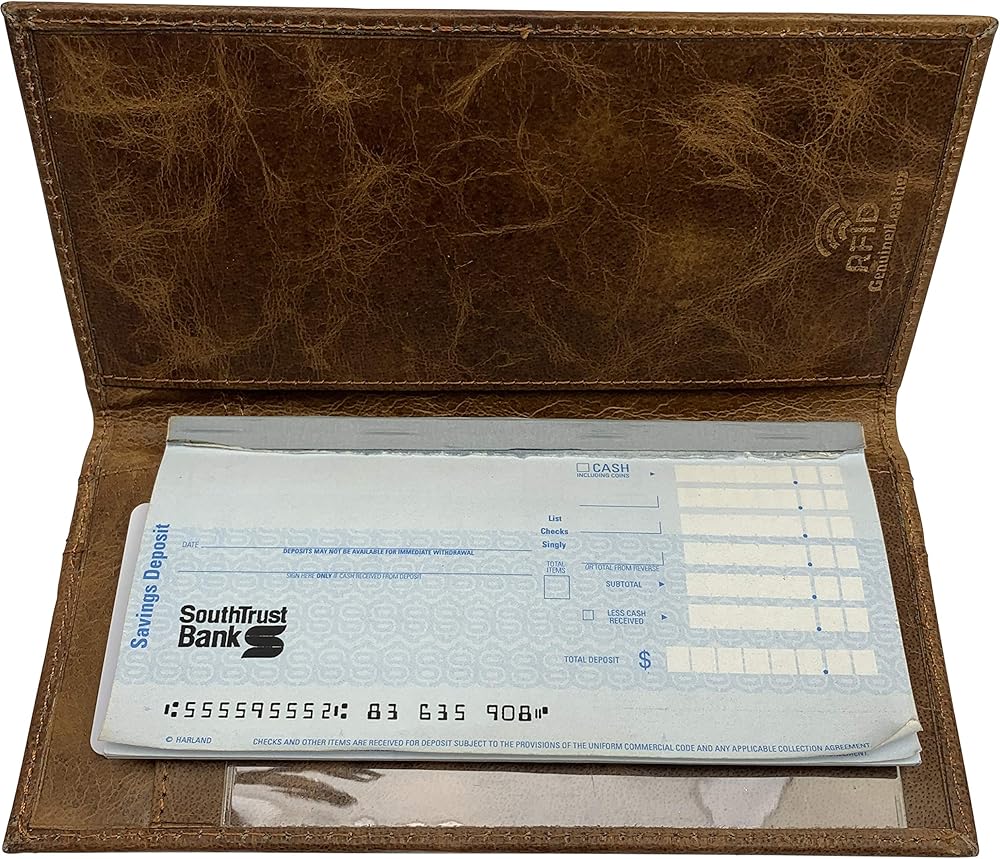 RFID
Genuine Leather
CASH
INCLUDING COINS
List
Checks
Singly
DATE
DEPOSITS MAY NOT BE AVAILABLE FOR IMMEDIATE WITHDRAWAL
TOTAL
ITEMS
OR TOTAL FROM REVERSE
SIGN HERE ONLY IF CASH RECEIVED FROM DEPOSIT
SUBTOTAL
Savings Deposit
SouthTrust
Bank
LESS CASH
RECEIVED
TOTAL DEPOSIT $
⑆555595552⑆ 83 635 908⑈
© HARLAND
CHECKS AND OTHER ITEMS ARE RECEIVED FOR DEPOSIT SUBJECT TO THE PROVISIONS OF THE UNIFORM COMMERCIAL CODE AND ANY APPLICABLE COLLECTION AGREEMENT.